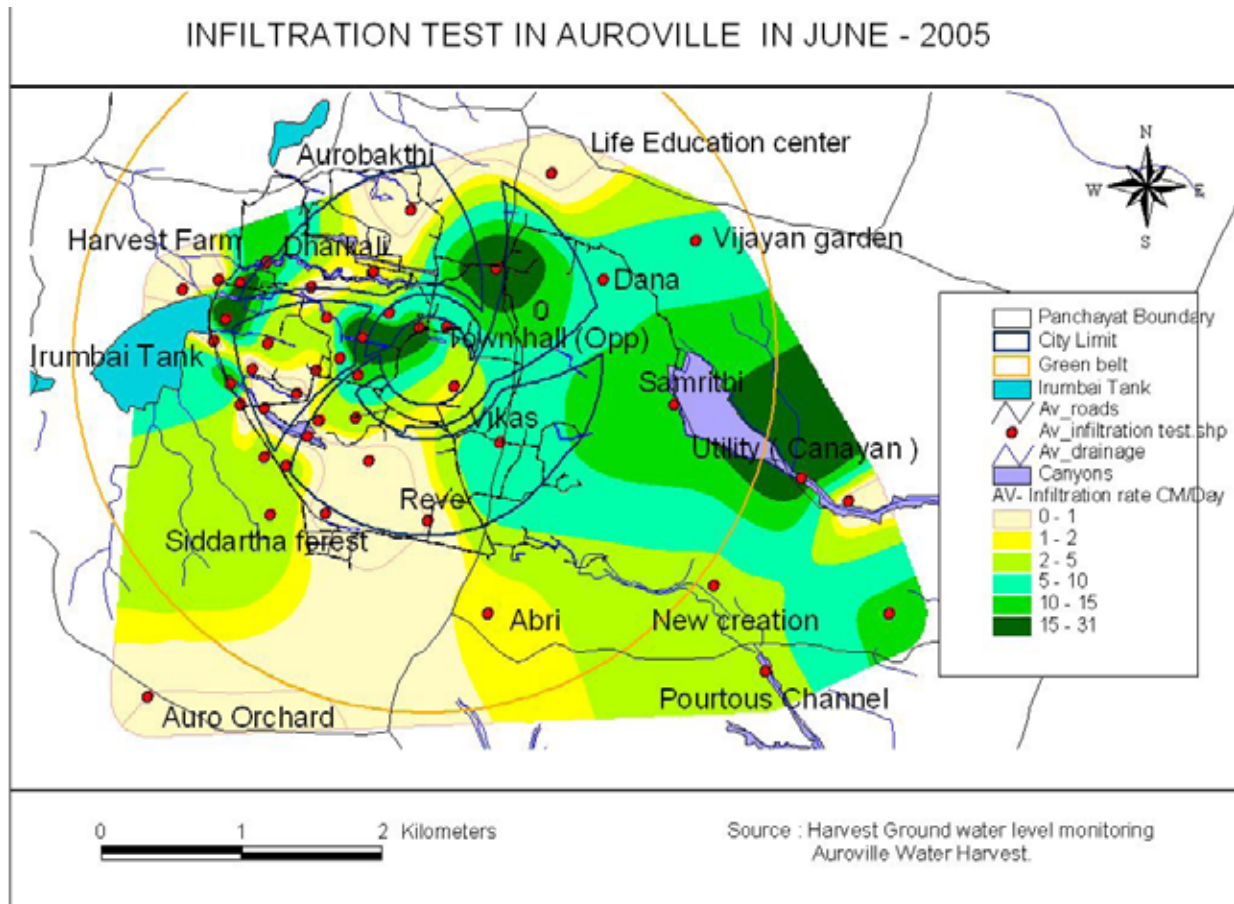 INFILTRATION TEST IN AUROVILLE IN JUNE - 2005
Life Education center
Aurobakthi
N
W
E
S
Harvest Farm
Dharkali
Vijayan garden
Dana
0
Town hall (Opp)
Irumbai Tank
Samrithi
Vikas
Utility ( Canayan )
Reve
Siddartha forest
Abri
New creation
Pourtous Channel
Auro Orchard
Panchayat Boundary
City Limit
Green belt
Irumbai Tank
Av_roads
Av_infiltration test.shp
Av_drainage
Canyons
AV- Infiltration rate CM/Day
0 - 1
1 - 2
2 - 5
5 - 10
10 - 15
15 - 31
0 1 2 Kilometers
Source : Harvest Ground water level monitoring
Auroville Water Harvest.